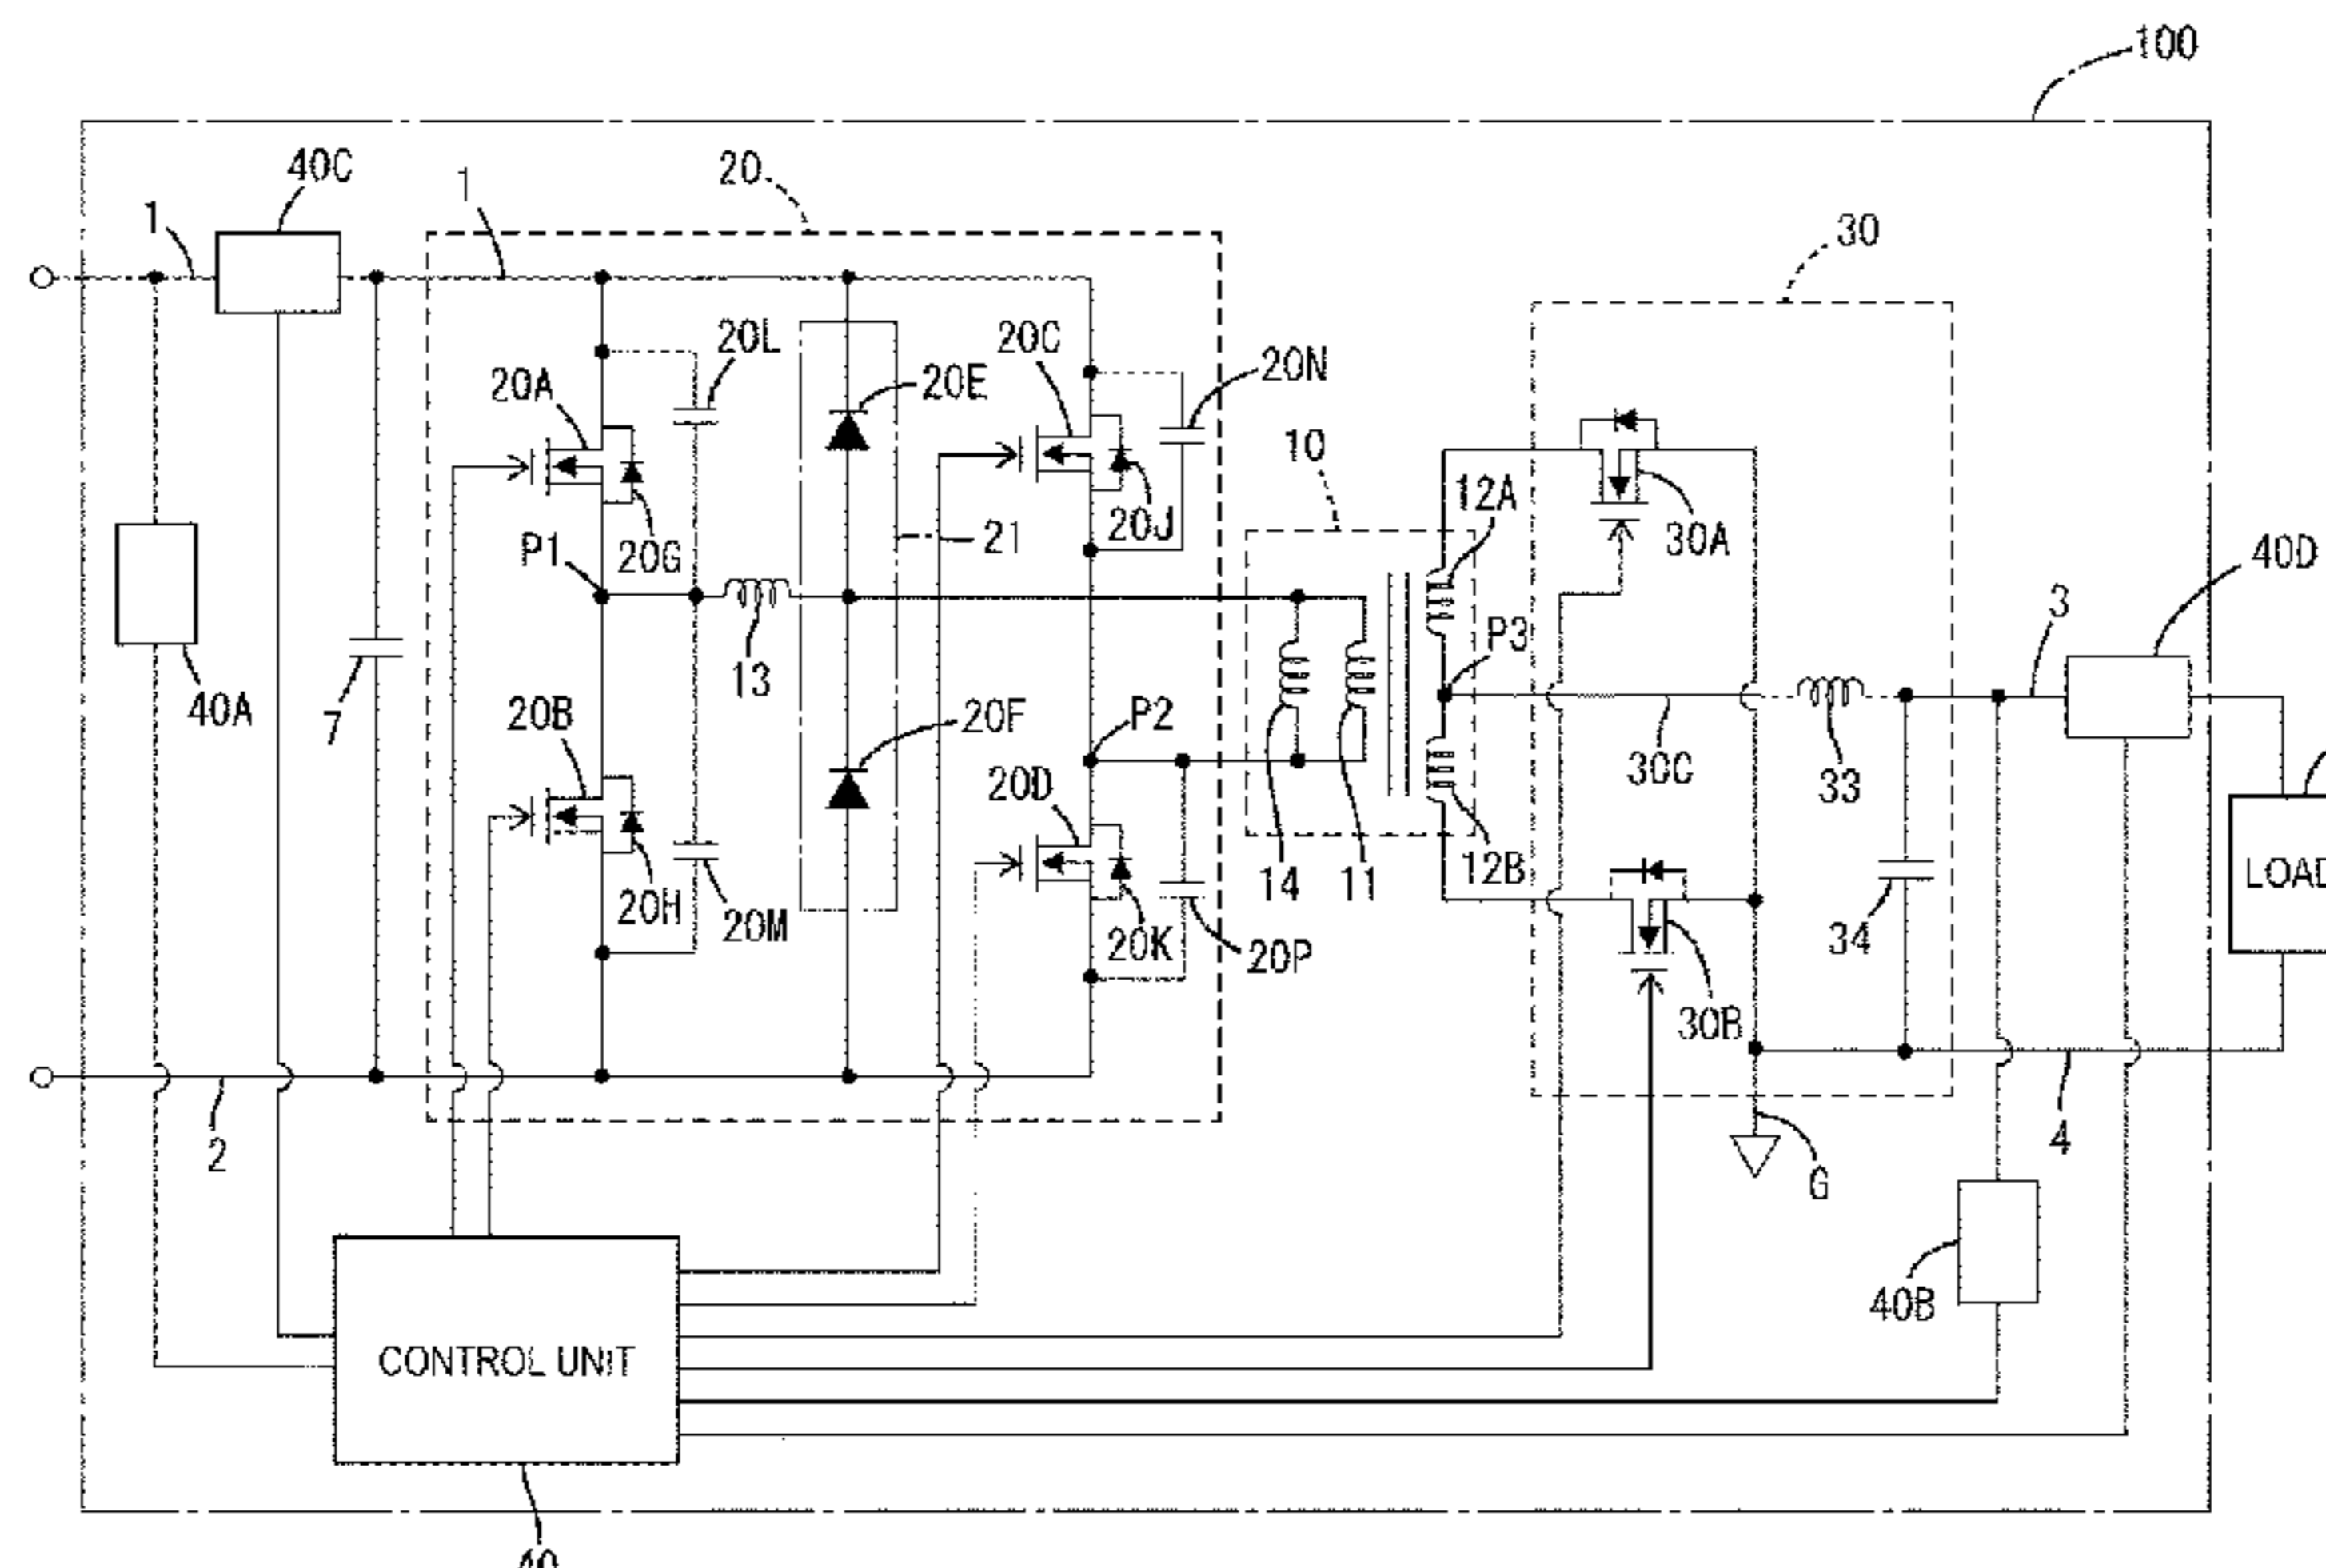 100
40C
1
20
1
30
20L
20C
20N
20A
20E
10
12A
P1
20G
20J
21
30A
40D
3
P3
13
40A
7
20B
20F
P2
30C
33
20D
12B
14
11
LOAD
20H
20M
20K
20P
34
30B
2
4
G
40B
CONTROL UNIT
40